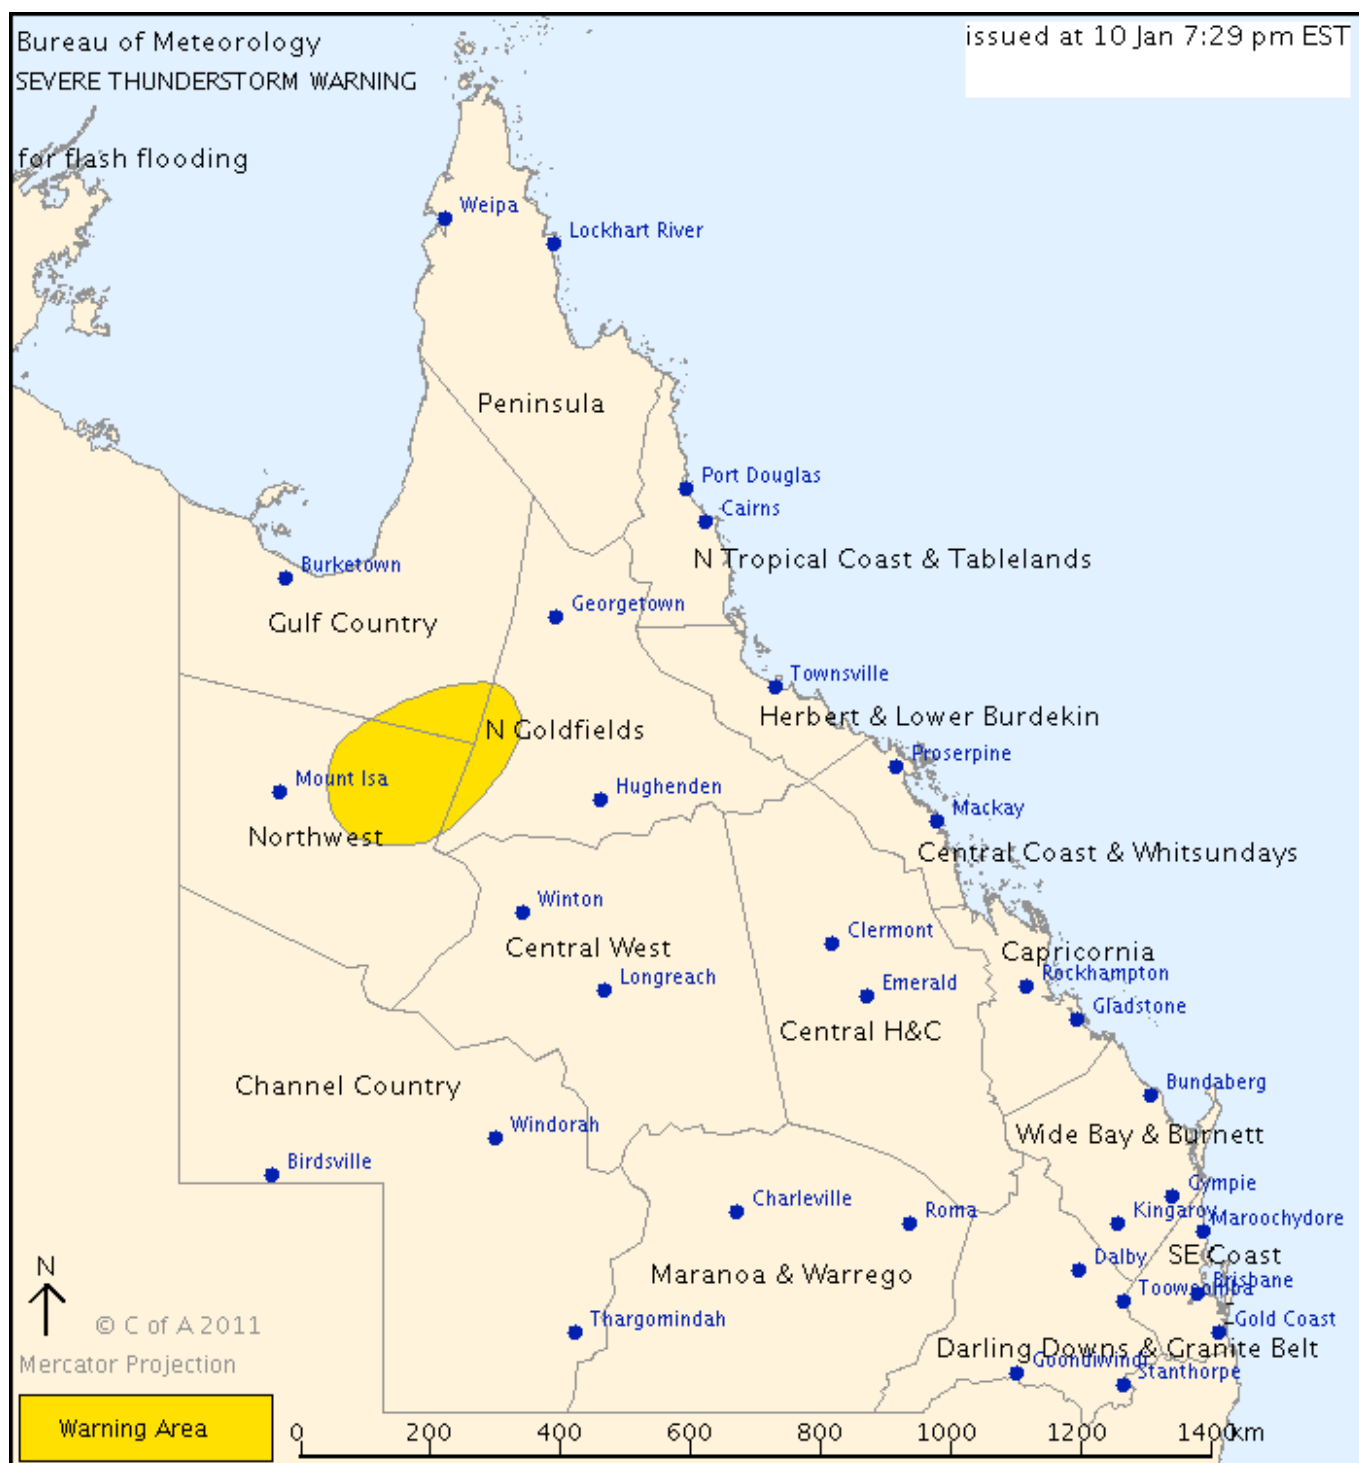 Bureau of Meteorology
issued at 10 Jan 7:29 pm EST
SEVERE THUNDERSTORM WARNING
for flash flooding
Weipa
Lockhart River
Peninsula
Port Douglas
Cairns
N Tropical Coast & Tablelands
Burketown
Georgetown
Gulf Country
Townsville
Herbert & Lower Burdekin
N Goldfields
Proserpine
Mount Isa
Hughenden
Mackay
Northwest
Central Coast & Whitsundays
Winton
Clermont
Central West
Capricornia
Longreach
Emerald
Rockhampton
Gladstone
Central H&C
Channel Country
Bundaberg
Windorah
Wide Bay & Burnett
Birdsville
Charleville
Roma
Gympie
Kingaroy
Maroochydore
SE Coast
Dalby
Maranoa & Warrego
Brisbane
Toowoomba
N
Thargomindah
Gold Coast
© C of A 2011
Darling Downs & Granite Belt
Mercator Projection
Goondiwindi
Stanthorpe
Warning Area
0 200 400 600 800 1000 1200 1400km